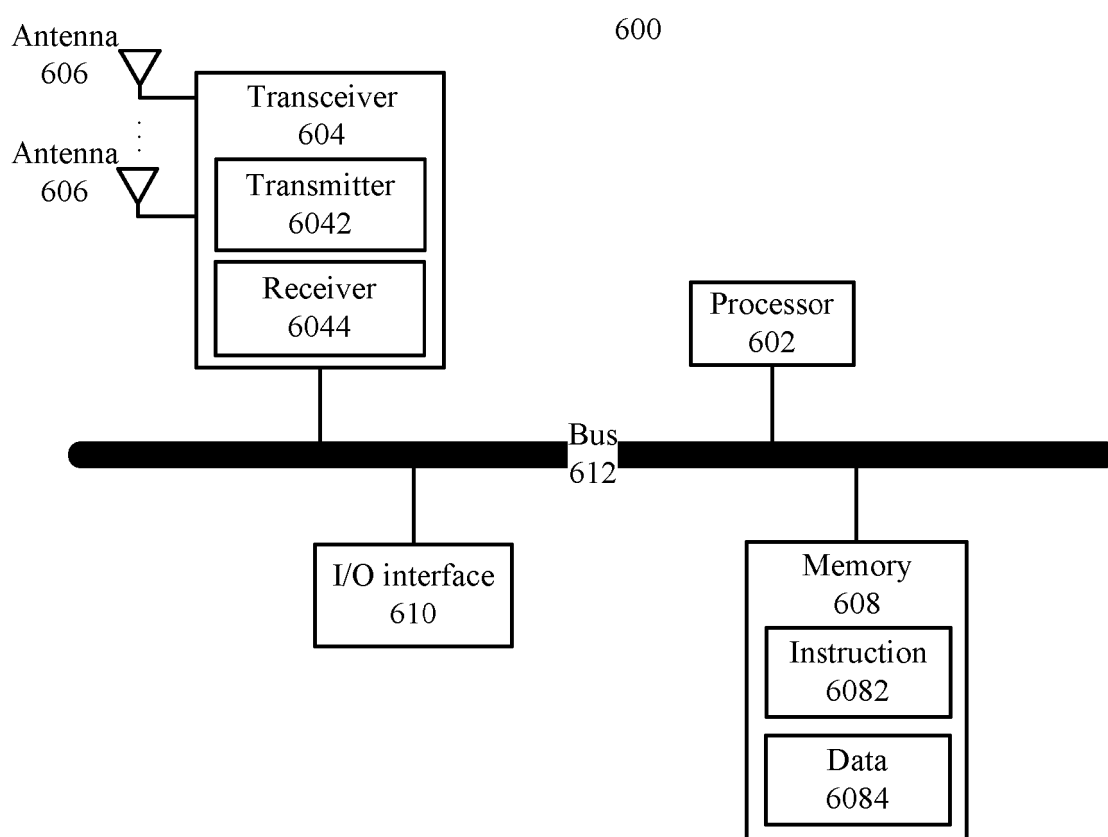 600
Antenna
606
Antenna
606
Transceiver
604
Transmitter
6042
Receiver
6044
Processor
602
Bus
612
I/O interface
610
Memory
608
Instruction
6082
Data
6084